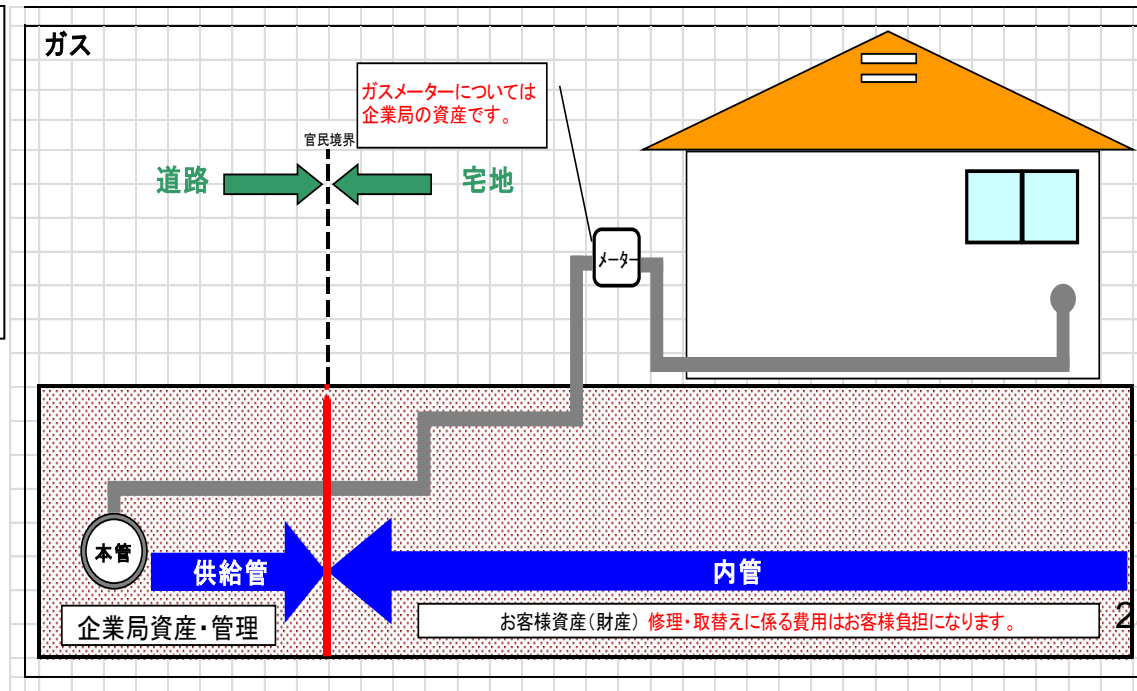 ガス
ガスメーターについては
企業局の資産です。
官民境界
道路
宅地
メーター
本管
供給管
内管
企業局資産・管理
お客様資産(財産) 修理・取替えに係る費用はお客様負担になります。
2